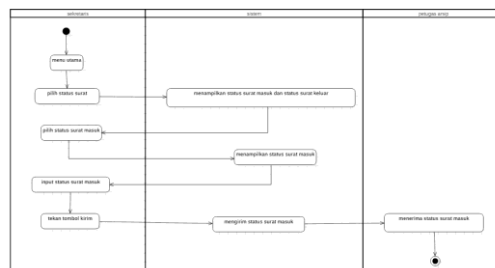 sekretaris
sistem
petugas arsip
menu utama
pilih status surat
menampilkan status surat masuk dan status surat keluar
pilih status surat masuk
menampilkan status surat masuk
input status surat masuk
tekan tombol kirim
mengirim status surat masuk
menerima status surat masuk